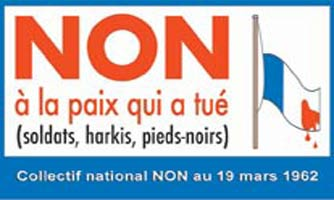 NON
à la paix qui a tué
(soldats, harkis, pieds-noirs)
Collectif national NON au 19 mars 1962